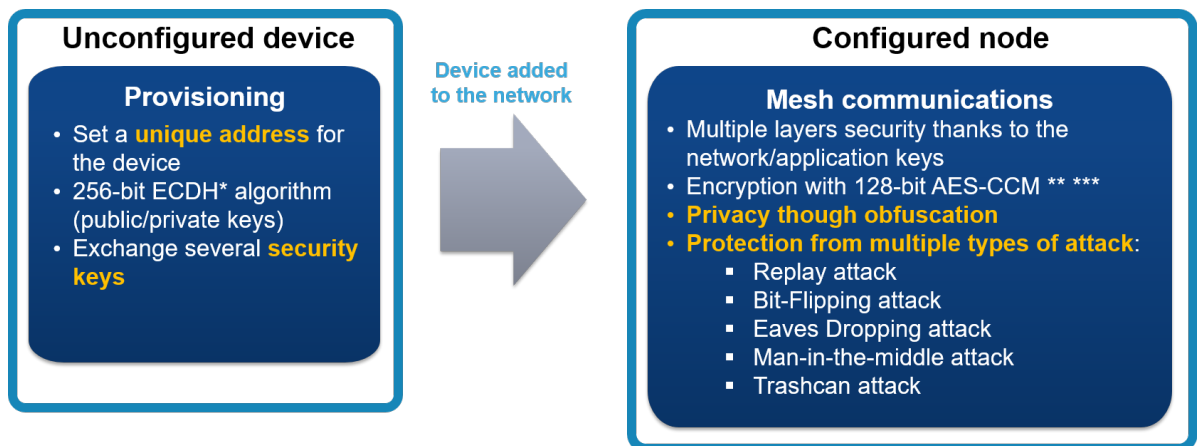 Unconfigured device
Provisioning
• Set a unique address for
the device
• 256-bit ECDH* algorithm
(public/private keys)
• Exchange several security
keys
Device added
to the network
Configured node
Mesh communications
• Multiple layers security thanks to the
network/application keys
• Encryption with 128-bit AES-CCM ** ***
• Privacy though obfuscation
• Protection from multiple types of attack:
▪ Replay attack
▪ Bit-Flipping attack
▪ Eaves Dropping attack
▪ Man-in-the-middle attack
▪ Trashcan attack